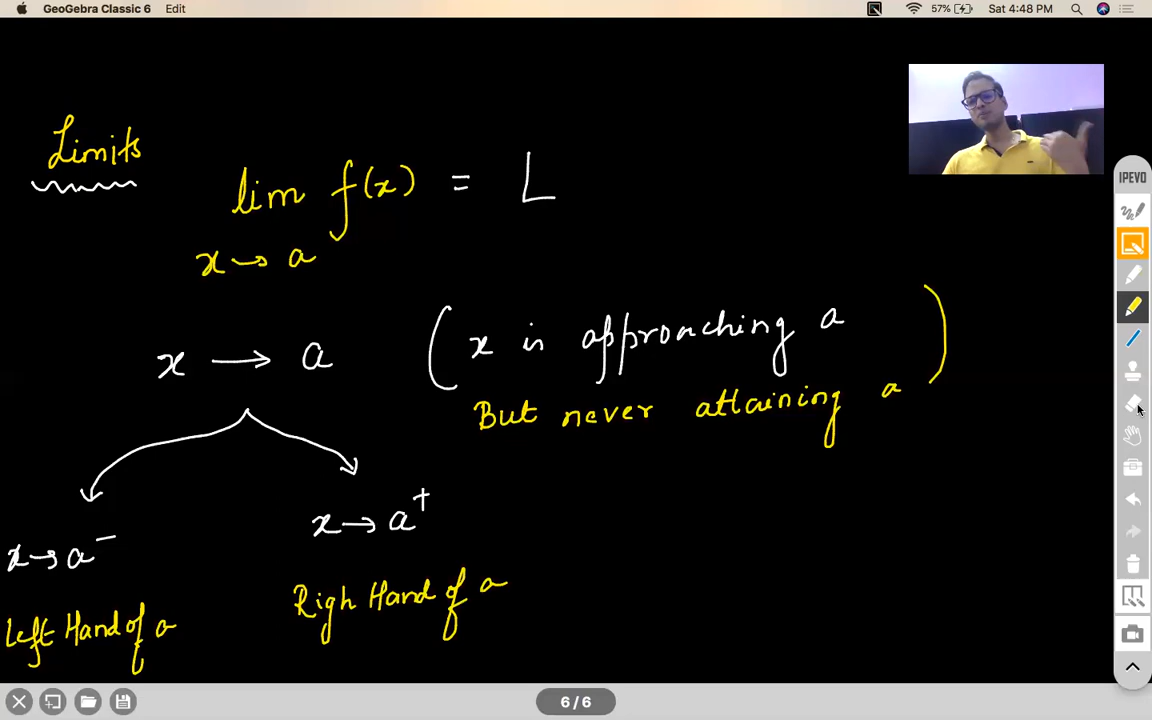 GeoGebra Classic 6 Edit 57% Sat 4:48 PM
Limits
lim f(x) = L
x → a
x → a (x is approaching a
But never attaining a)
x → a⁻ x → a⁺
Left Hand of a Righ Hand of a
IPEVO
6 / 6